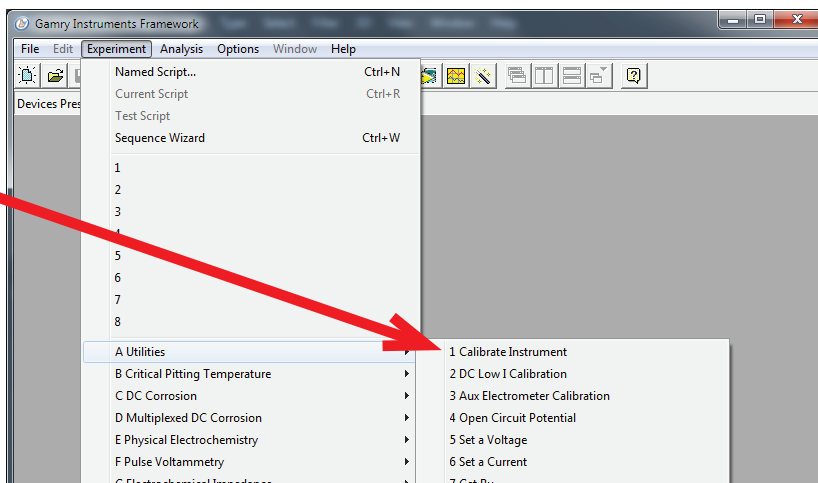 Gamry Instruments Framework
File Edit Experiment Analysis Options Window Help
Devices Pres
Named Script... Ctrl+N
Current Script Ctrl+R
Test Script
Sequence Wizard Ctrl+W
1
2
3
4
5
6
7
8
A Utilities
B Critical Pitting Temperature
C DC Corrosion
D Multiplexed DC Corrosion
E Physical Electrochemistry
F Pulse Voltammetry
G Electrochemical Impedance
1 Calibrate Instrument
2 DC Low I Calibration
3 Aux Electrometer Calibration
4 Open Circuit Potential
5 Set a Voltage
6 Set a Current